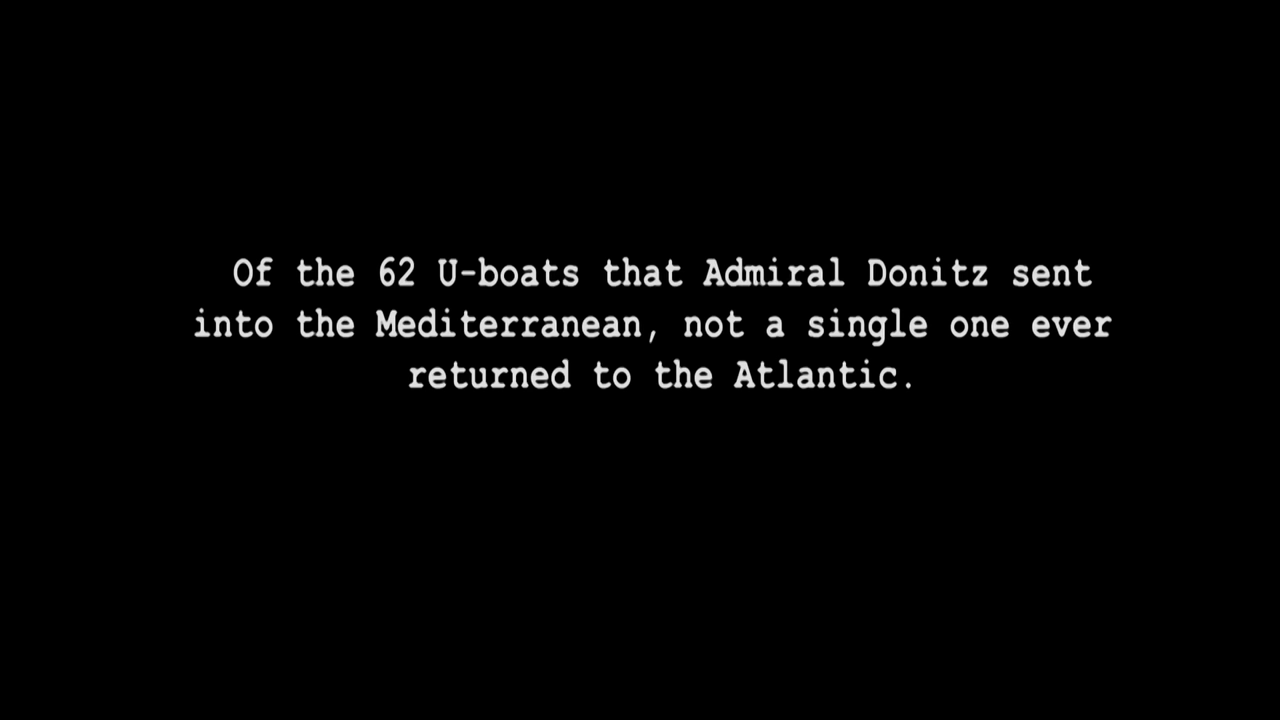 Of the 62 U-boats that Admiral Donitz sent
into the Mediterranean, not a single one ever
returned to the Atlantic.